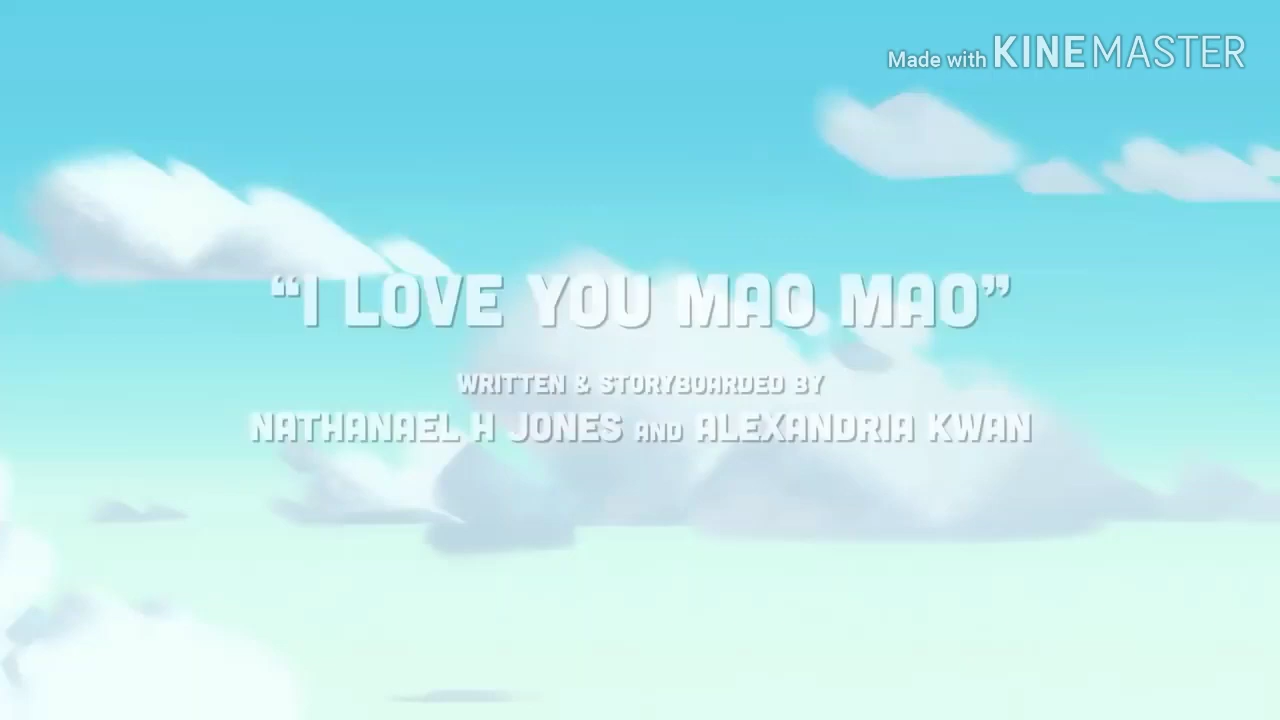 Made with KINEMASTER
“I LOVE YOU MAO MAO”
WRITTEN & STORYBOARDED BY
NATHANAEL H JONES AND ALEXANDRIA KWAN